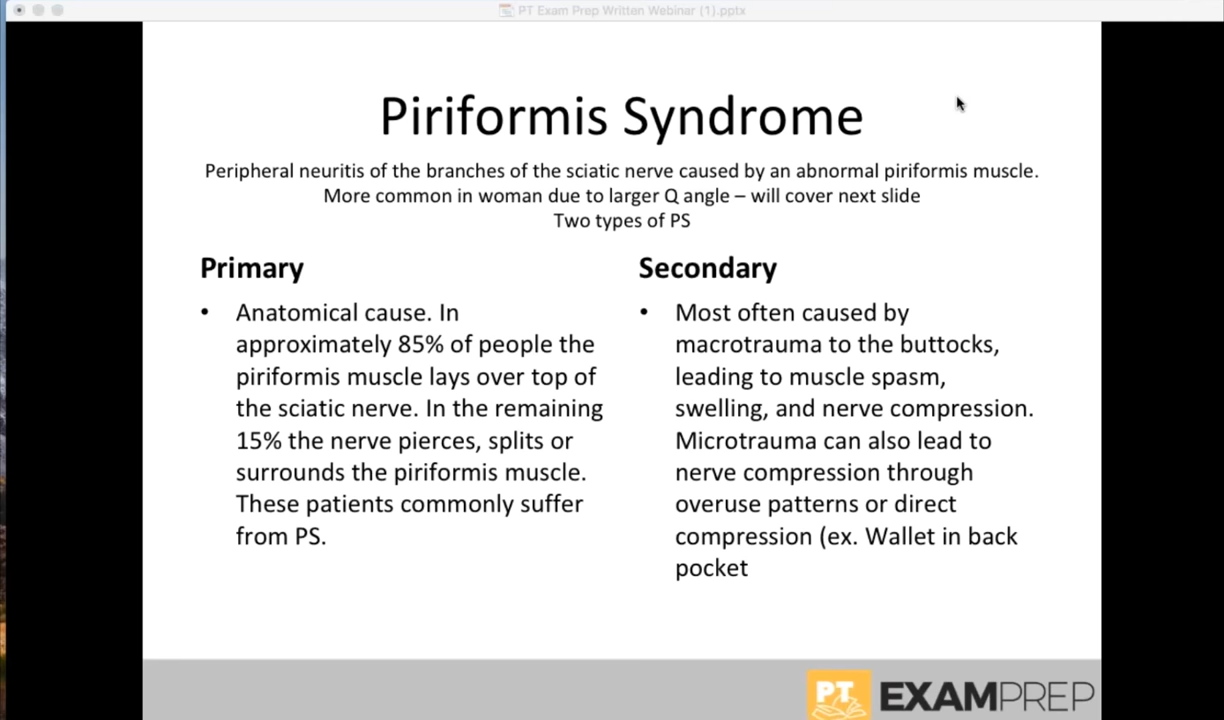 PT Exam Prep Written Webinar (1).pptx
Piriformis Syndrome
Peripheral neuritis of the branches of the sciatic nerve caused by an abnormal piriformis muscle.
More common in woman due to larger Q angle – will cover next slide
Two types of PS
Primary
• Anatomical cause. In
approximately 85% of people the
piriformis muscle lays over top of
the sciatic nerve. In the remaining
15% the nerve pierces, splits or
surrounds the piriformis muscle.
These patients commonly suffer
from PS.
Secondary
• Most often caused by
macrotrauma to the buttocks,
leading to muscle spasm,
swelling, and nerve compression.
Microtrauma can also lead to
nerve compression through
overuse patterns or direct
compression (ex. Wallet in back
pocket
PT EXAMPREP